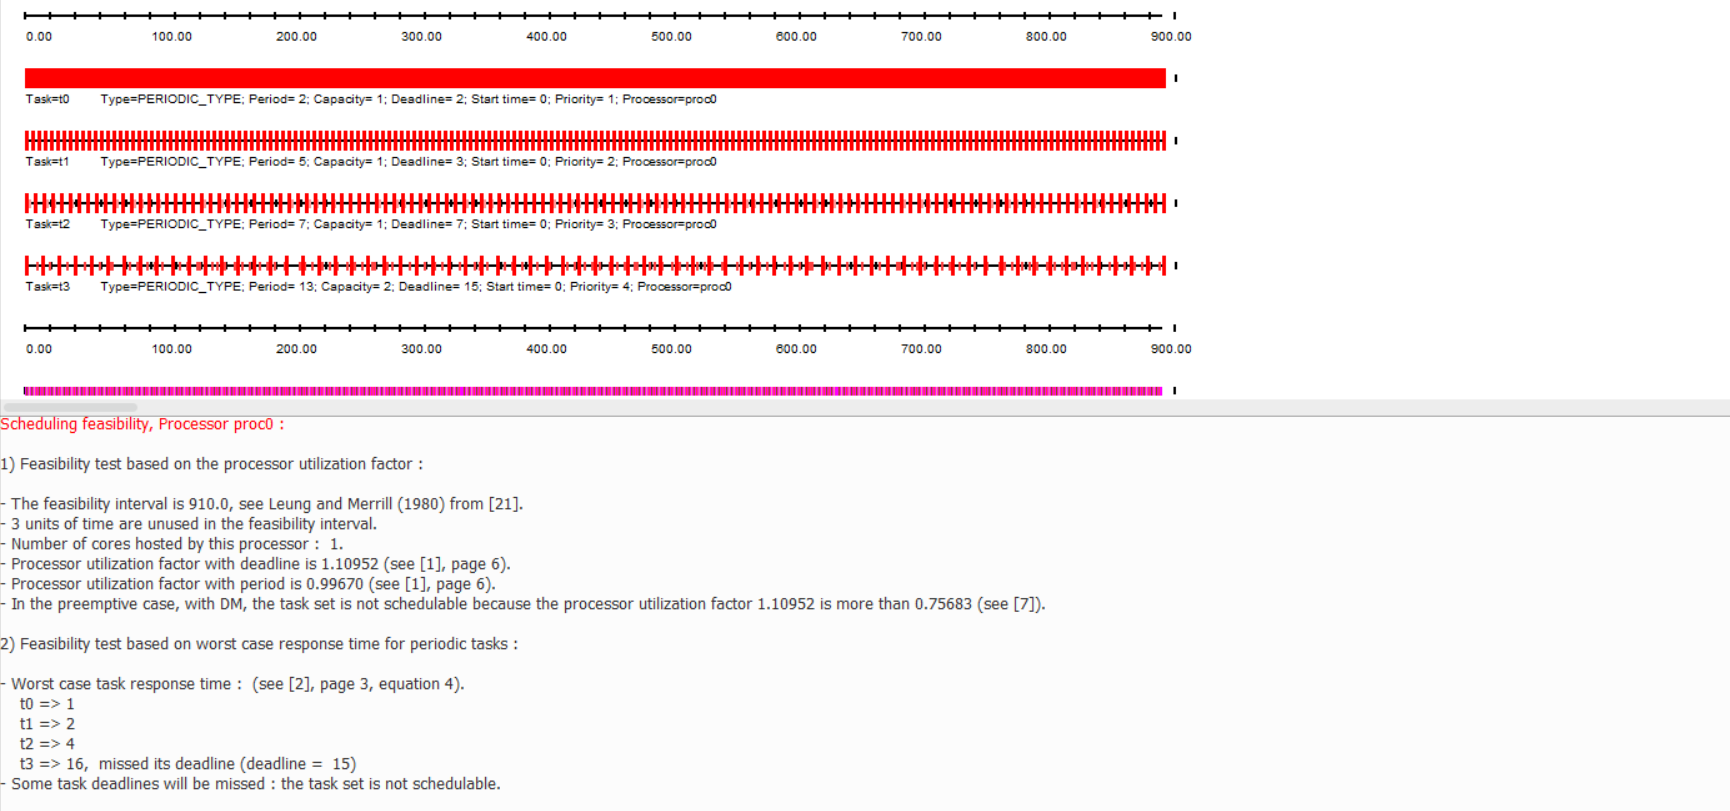 0.00 100.00 200.00 300.00 400.00 500.00 600.00 700.00 800.00 900.00
Task=t0 Type=PERIODIC_TYPE; Period= 2; Capacity= 1; Deadline= 2; Start time= 0; Priority= 1; Processor=proc0
Task=t1 Type=PERIODIC_TYPE; Period= 5; Capacity= 1; Deadline= 3; Start time= 0; Priority= 2; Processor=proc0
Task=t2 Type=PERIODIC_TYPE; Period= 7; Capacity= 1; Deadline= 7; Start time= 0; Priority= 3; Processor=proc0
Task=t3 Type=PERIODIC_TYPE; Period= 13; Capacity= 2; Deadline= 15; Start time= 0; Priority= 4; Processor=proc0
0.00 100.00 200.00 300.00 400.00 500.00 600.00 700.00 800.00 900.00
Scheduling feasibility, Processor proc0 :
1) Feasibility test based on the processor utilization factor :
- The feasibility interval is 910.0, see Leung and Merrill (1980) from [21].
- 3 units of time are unused in the feasibility interval.
- Number of cores hosted by this processor : 1.
- Processor utilization factor with deadline is 1.10952 (see [1], page 6).
- Processor utilization factor with period is 0.99670 (see [1], page 6).
- In the preemptive case, with DM, the task set is not schedulable because the processor utilization factor 1.10952 is more than 0.75683 (see [7]).
2) Feasibility test based on worst case response time for periodic tasks :
- Worst case task response time : (see [2], page 3, equation 4).
t0 => 1
t1 => 2
t2 => 4
t3 => 16, missed its deadline (deadline = 15)
- Some task deadlines will be missed : the task set is not schedulable.